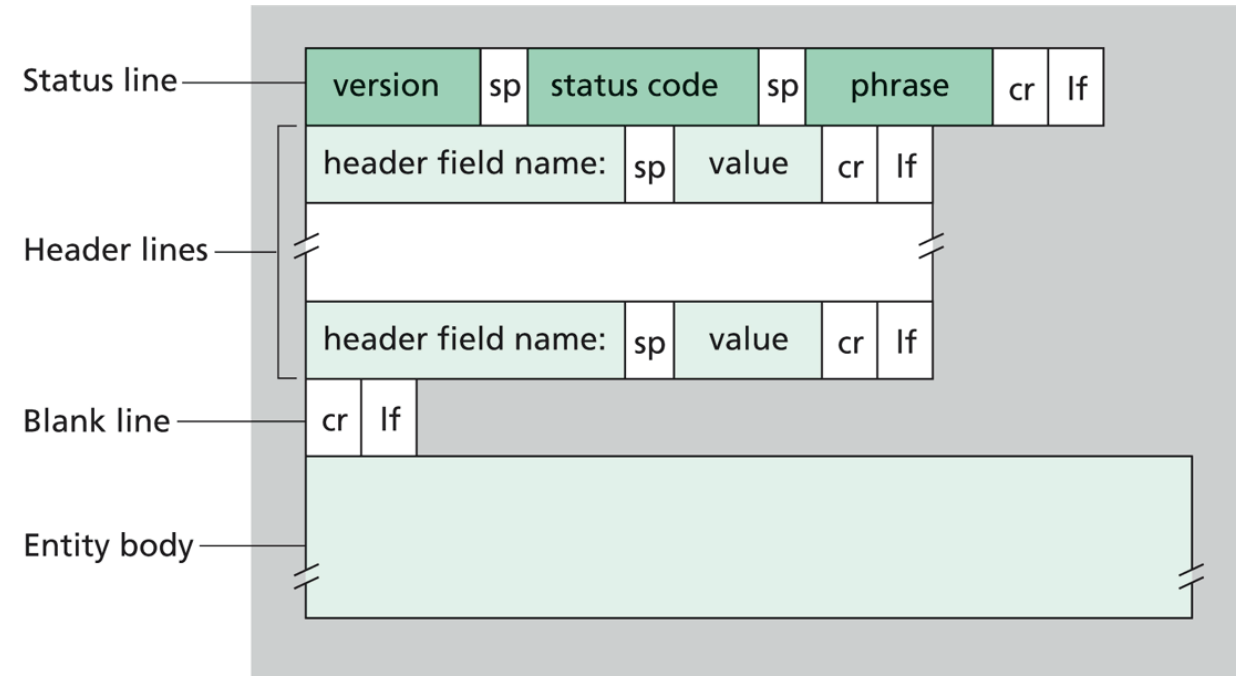 Status line version sp status code sp phrase cr lf
header field name: sp value cr lf
Header lines
header field name: sp value cr lf
Blank line cr lf
Entity body